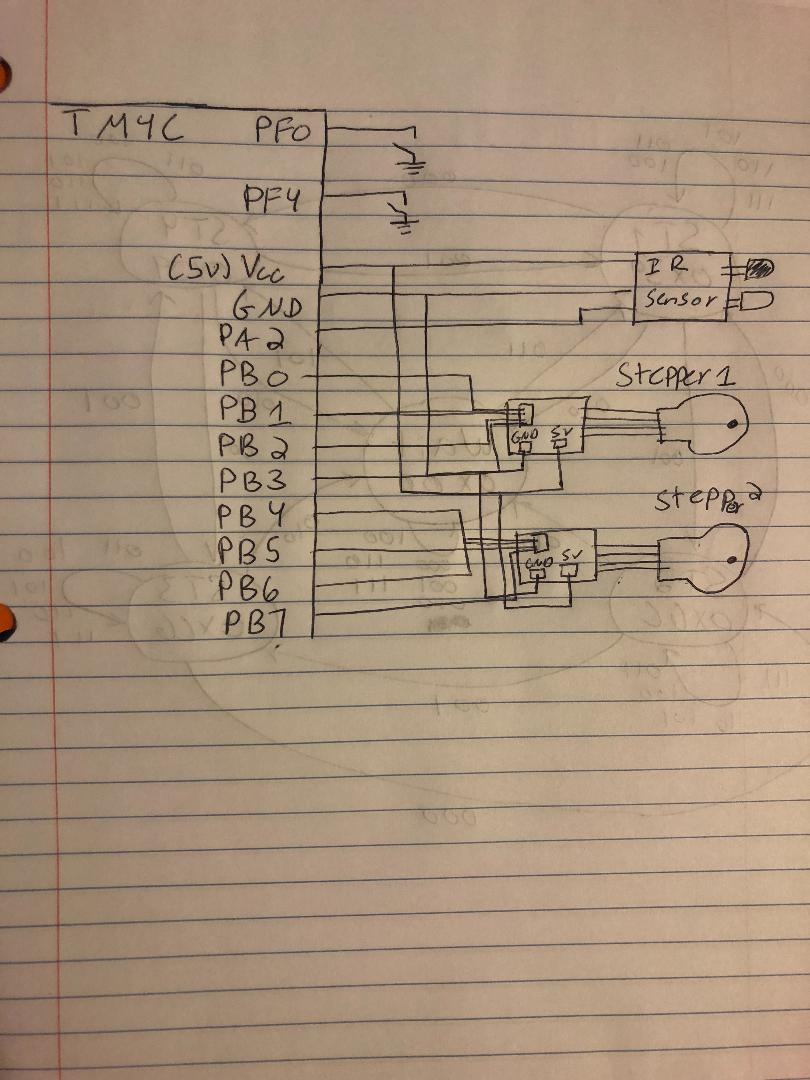 TM4C PF0
PF4
(5V) Vcc
GND
PA2
PB0
PB1
PB2
PB3
PB4
PB5
PB6
PB7
IR
Sensor
Stepper 1
GND 5V
Stepper 2
GND 5V